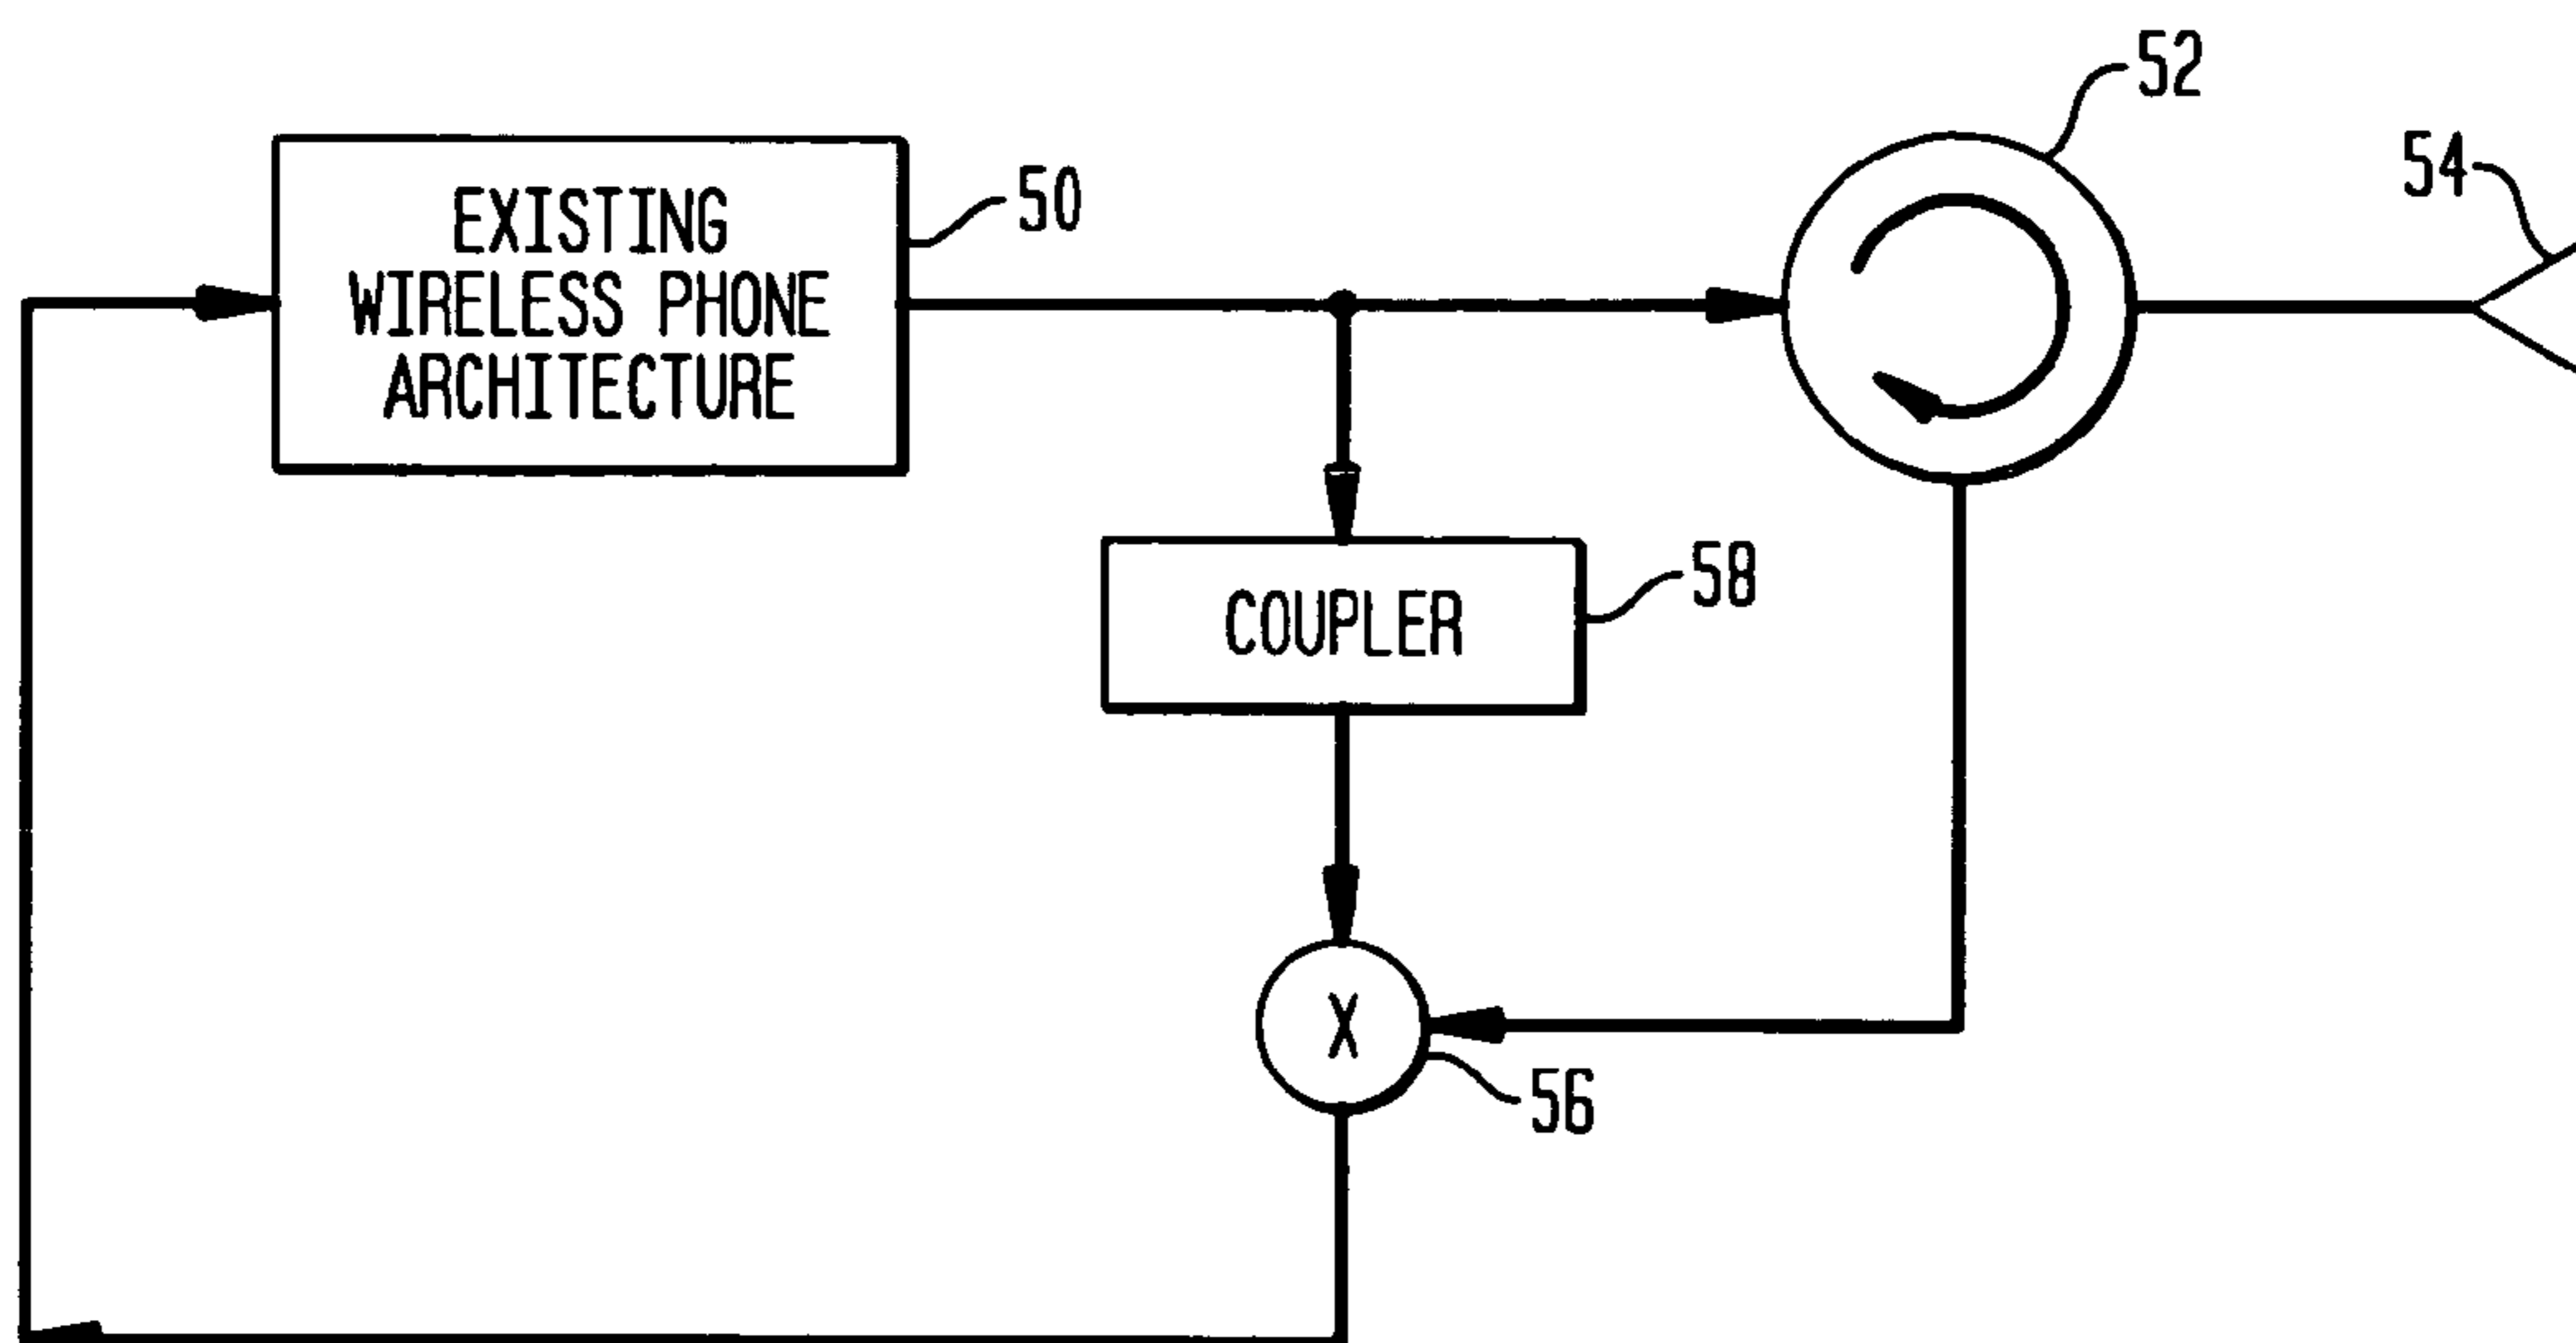 52
54
EXISTING
WIRELESS PHONE
ARCHITECTURE
50
COUPLER
58
X
56